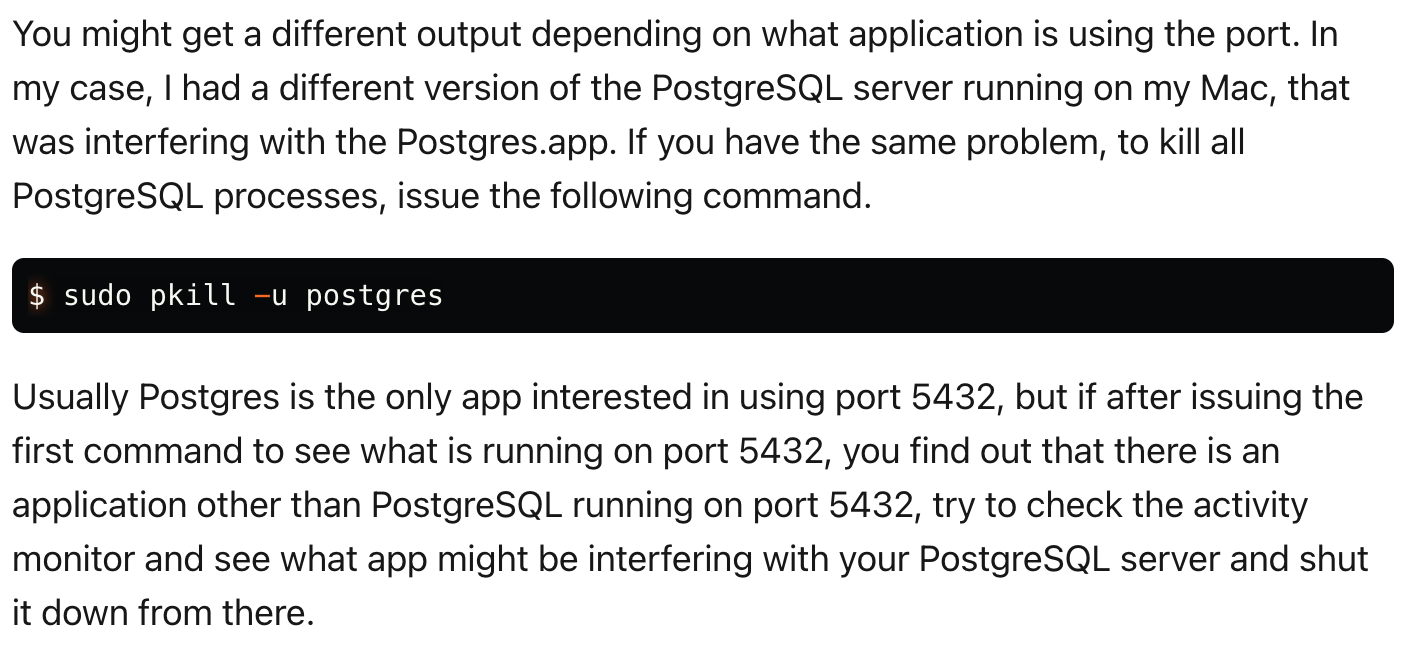 You might get a different output depending on what application is using the port. In
my case, I had a different version of the PostgreSQL server running on my Mac, that
was interfering with the Postgres.app. If you have the same problem, to kill all
PostgreSQL processes, issue the following command.
$ sudo pkill –u postgres
Usually Postgres is the only app interested in using port 5432, but if after issuing the
first command to see what is running on port 5432, you find out that there is an
application other than PostgreSQL running on port 5432, try to check the activity
monitor and see what app might be interfering with your PostgreSQL server and shut
it down from there.